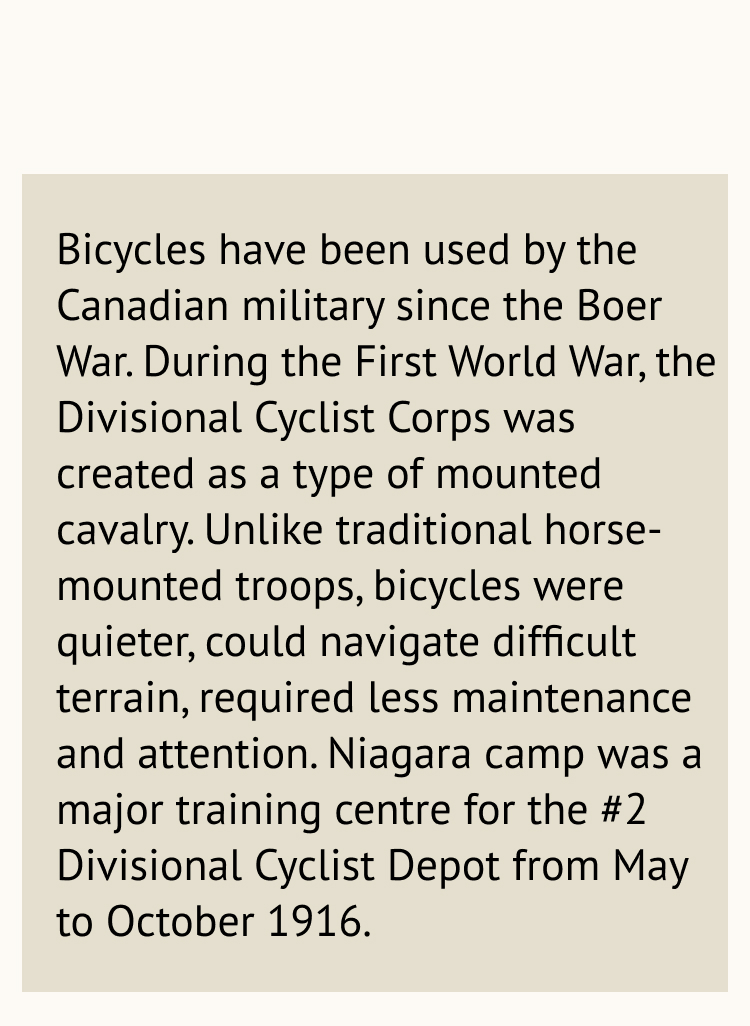 Bicycles have been used by the
Canadian military since the Boer
War. During the First World War, the
Divisional Cyclist Corps was
created as a type of mounted
cavalry. Unlike traditional horse-
mounted troops, bicycles were
quieter, could navigate difficult
terrain, required less maintenance
and attention. Niagara camp was a
major training centre for the #2
Divisional Cyclist Depot from May
to October 1916.